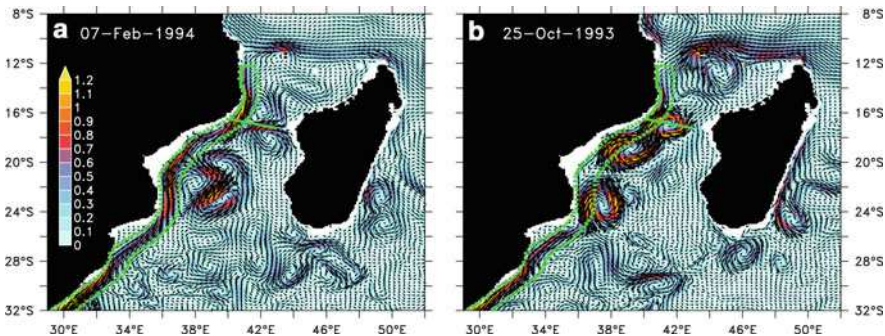 a 07-Feb-1994
b 25-Oct-1993
8°S
12°S
16°S
20°S
24°S
28°S
32°S
1.2
1.1
1
0.9
0.8
0.7
0.6
0.5
0.4
0.3
0.2
0.1
0
8°S
12°S
16°S
20°S
24°S
28°S
32°S
30°E 34°E 38°E 42°E 46°E 50°E
30°E 34°E 38°E 42°E 46°E 50°E